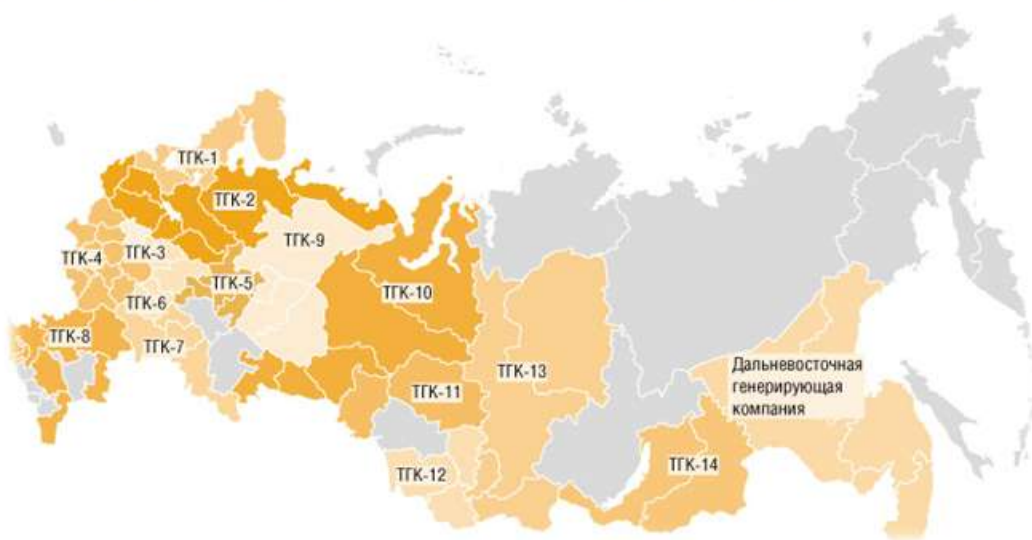 ТГК-1
ТГК-2
ТГК-9
ТГК-3
ТГК-4
ТГК-5
ТГК-10
ТГК-6
ТГК-8
ТГК-7
ТГК-13
Дальневосточная
генерирующая
компания
ТГК-11
ТГК-12
ТГК-14